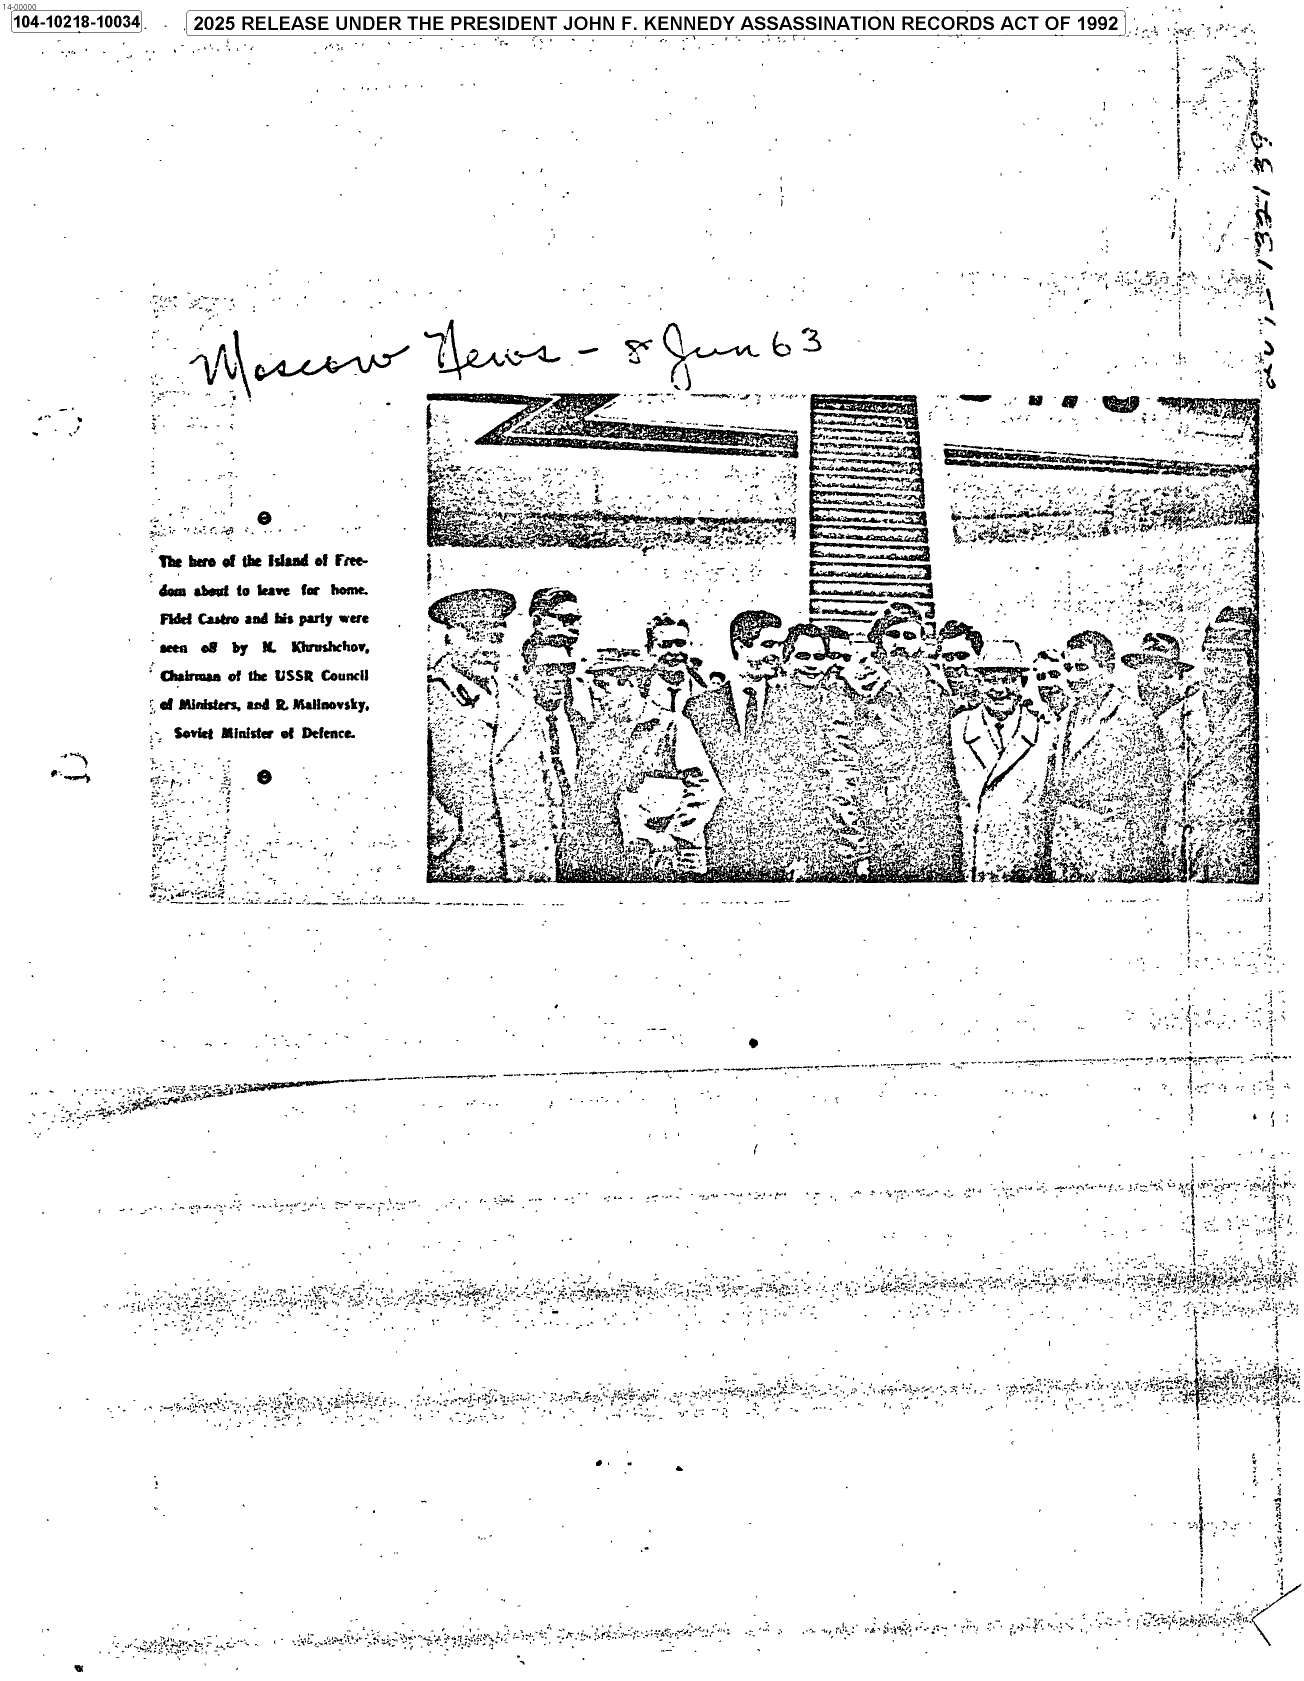 14-00000
104-10218-10034
2025 RELEASE UNDER THE PRESIDENT JOHN F. KENNEDY ASSASSINATION RECORDS ACT OF 1992
Moscow News - 8 Jun 63
The hero of the Island of Free-
dom about to leave for home.
Fidel Castro and his party were
seen off by N. Khrushchov,
Chairman of the USSR Council
of Ministers, and R. Malinovsky,
Soviet Minister of Defence.